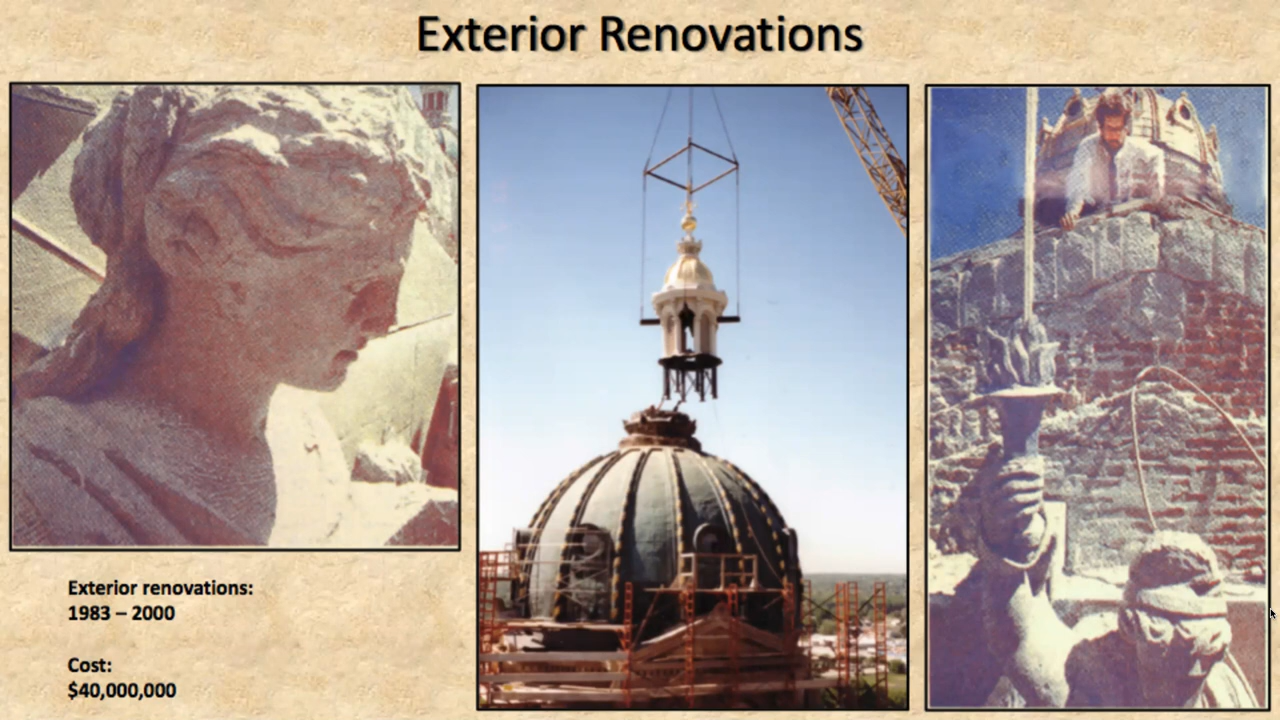 Exterior Renovations
Exterior renovations:
1983 – 2000
Cost:
$40,000,000